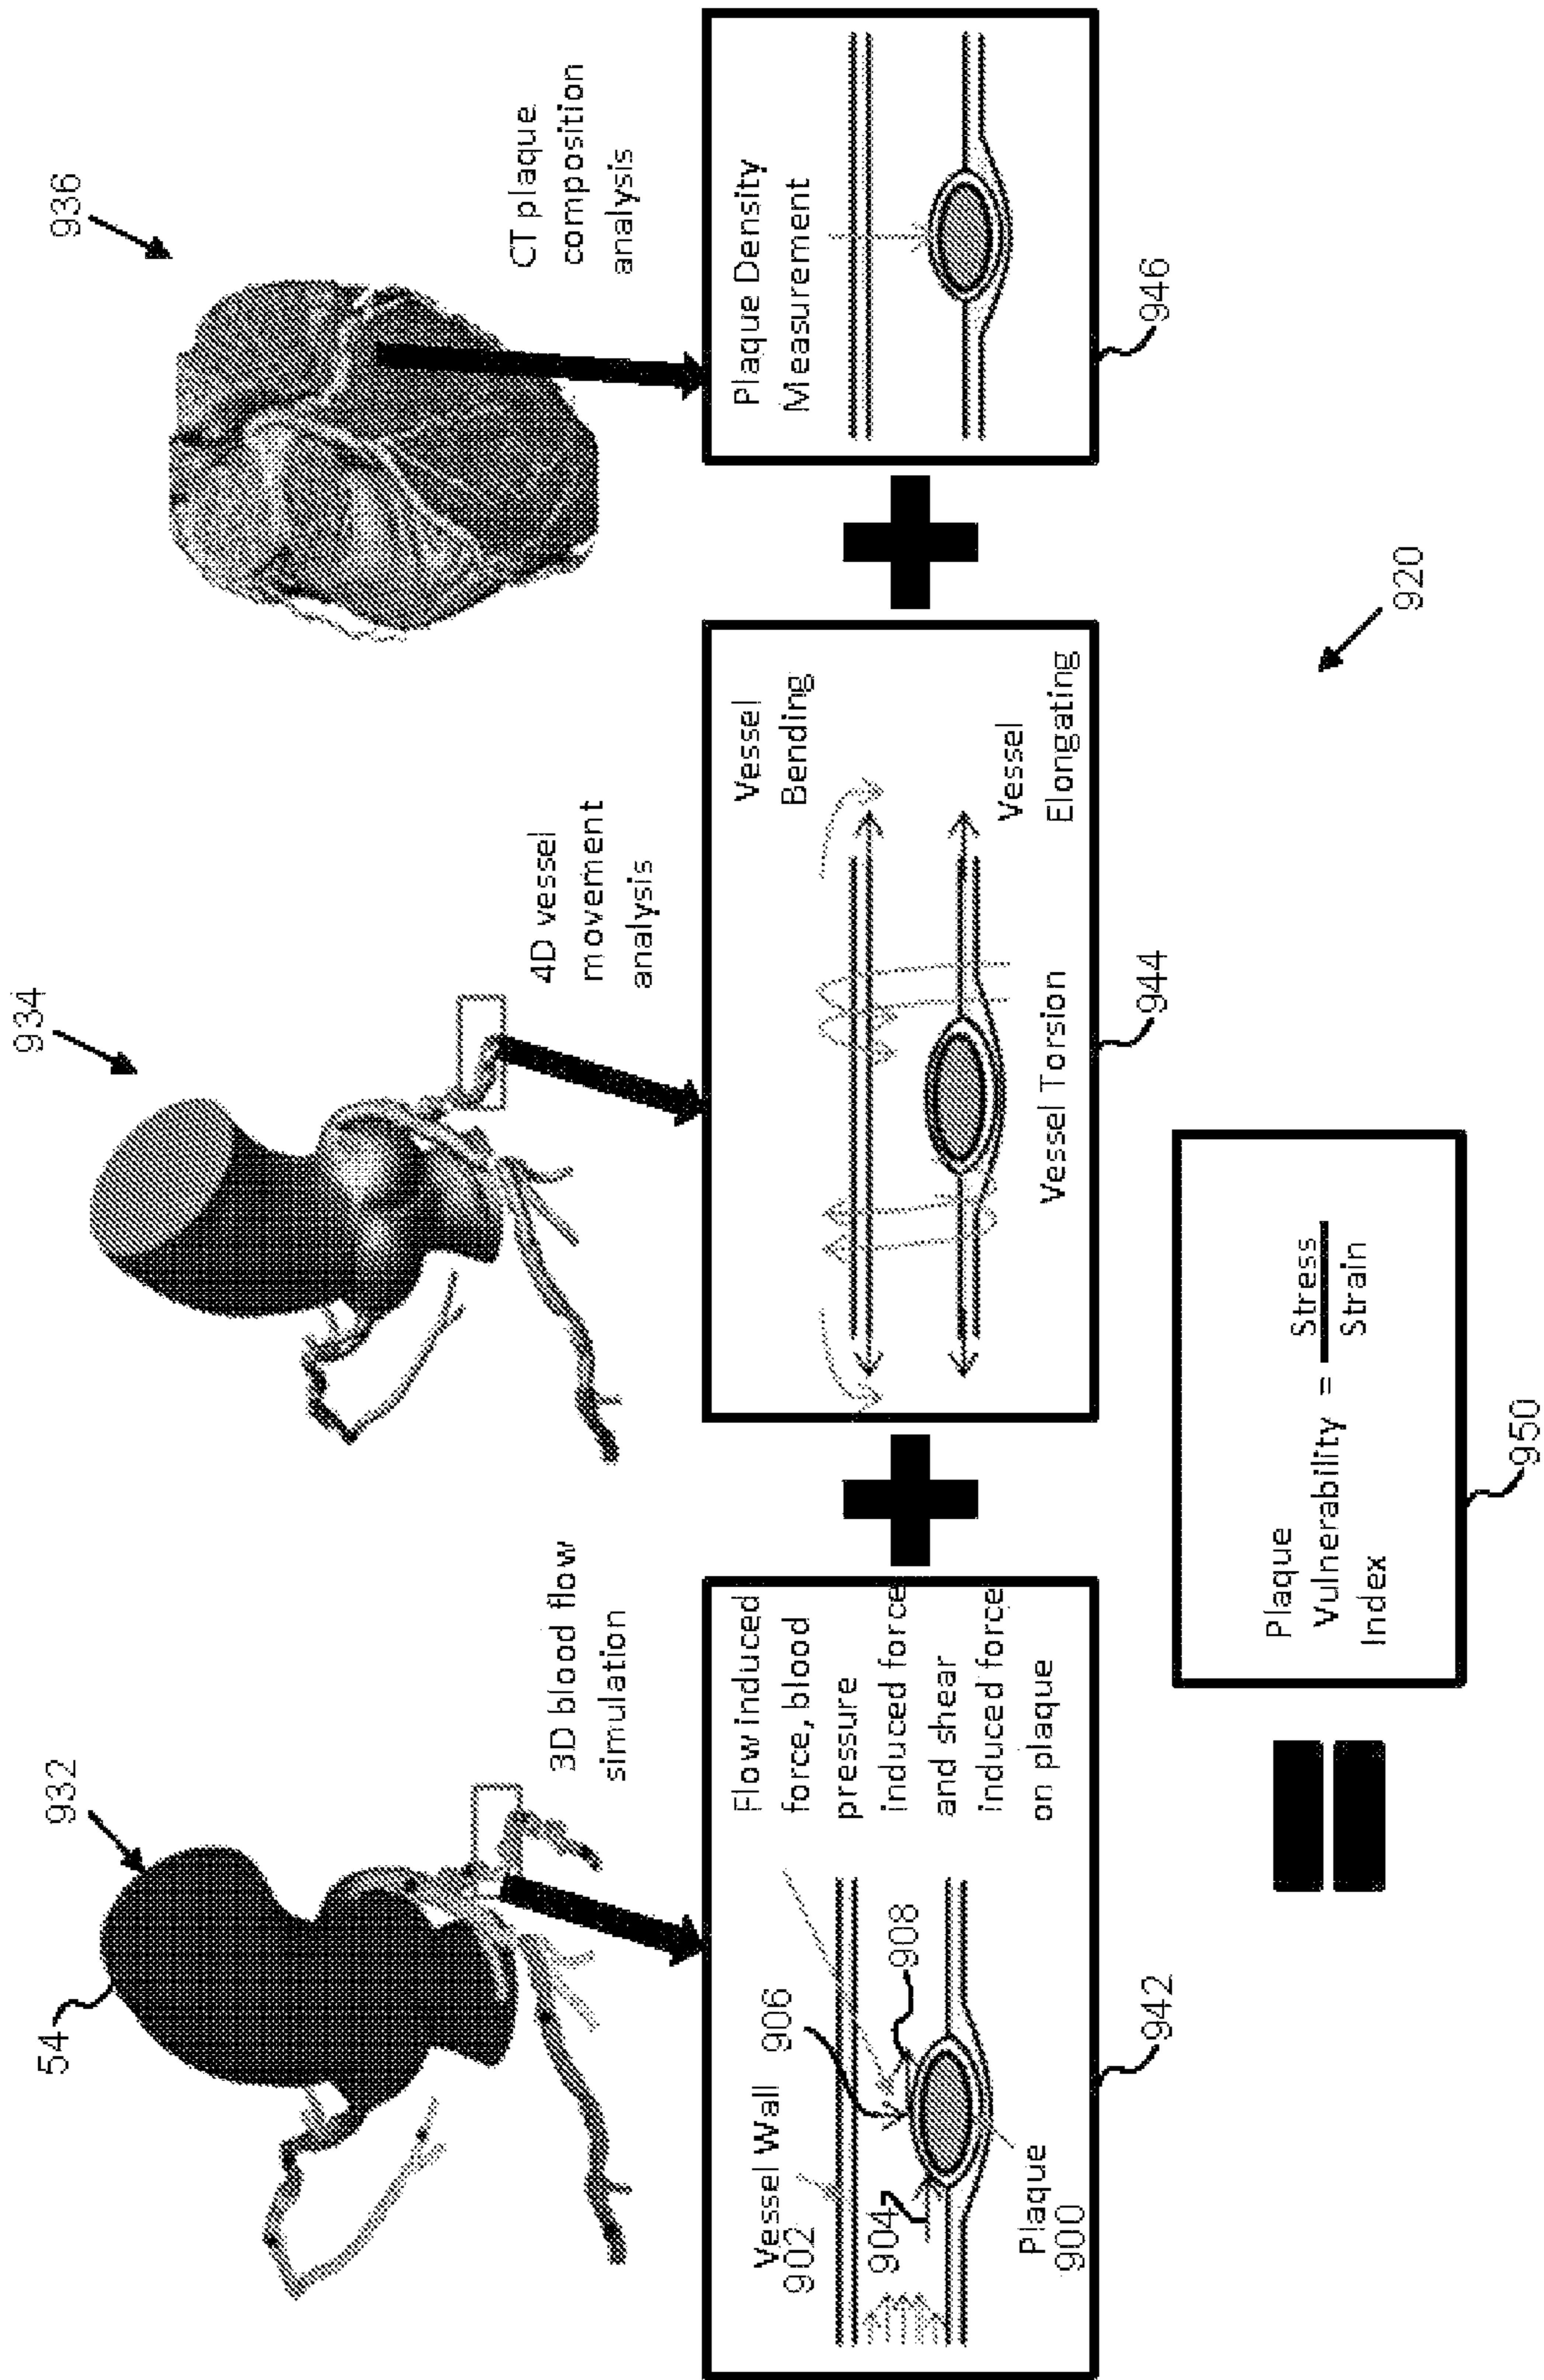 54
932
3D blood flow
simulation
934
4D vessel
movement
analysis
936
CT plaque
composition
analysis
Vessel Wall
902
904
906
908
Plaque
900
Flow induced
force, blood
pressure
induced force
and shear
induced force
on plaque
942
Vessel
Bending
Vessel Torsion
Vessel
Elongating
944
Plaque Density
Measurement
946
+
+
=
Plaque
Vulnerability = Stress
Strain
Index
950
920